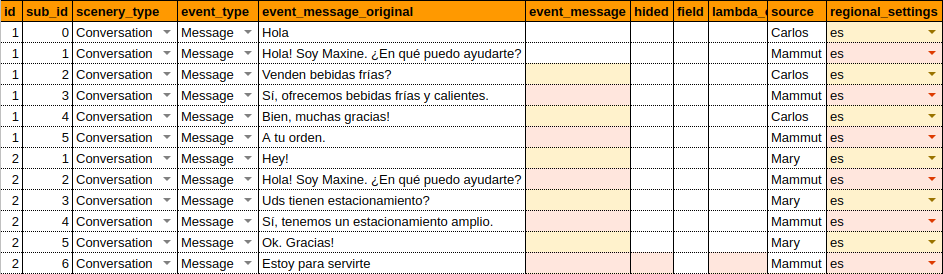 id sub_id scenery_type event_type event_message_original event_message hided field lambda_ source regional_settings
1 0 Conversation Message Hola Carlos es
1 1 Conversation Message Hola! Soy Maxine. ¿En qué puedo ayudarte? Mammut es
1 2 Conversation Message Venden bebidas frías? Carlos es
1 3 Conversation Message Sí, ofrecemos bebidas frías y calientes. Mammut es
1 4 Conversation Message Bien, muchas gracias! Carlos es
1 5 Conversation Message A tu orden. Mammut es
2 1 Conversation Message Hey! Mary es
2 2 Conversation Message Hola! Soy Maxine. ¿En qué puedo ayudarte? Mammut es
2 3 Conversation Message Uds tienen estacionamiento? Mary es
2 4 Conversation Message Sí, tenemos un estacionamiento amplio. Mammut es
2 5 Conversation Message Ok. Gracias! Mary es
2 6 Conversation Message Estoy para servirte Mammut es